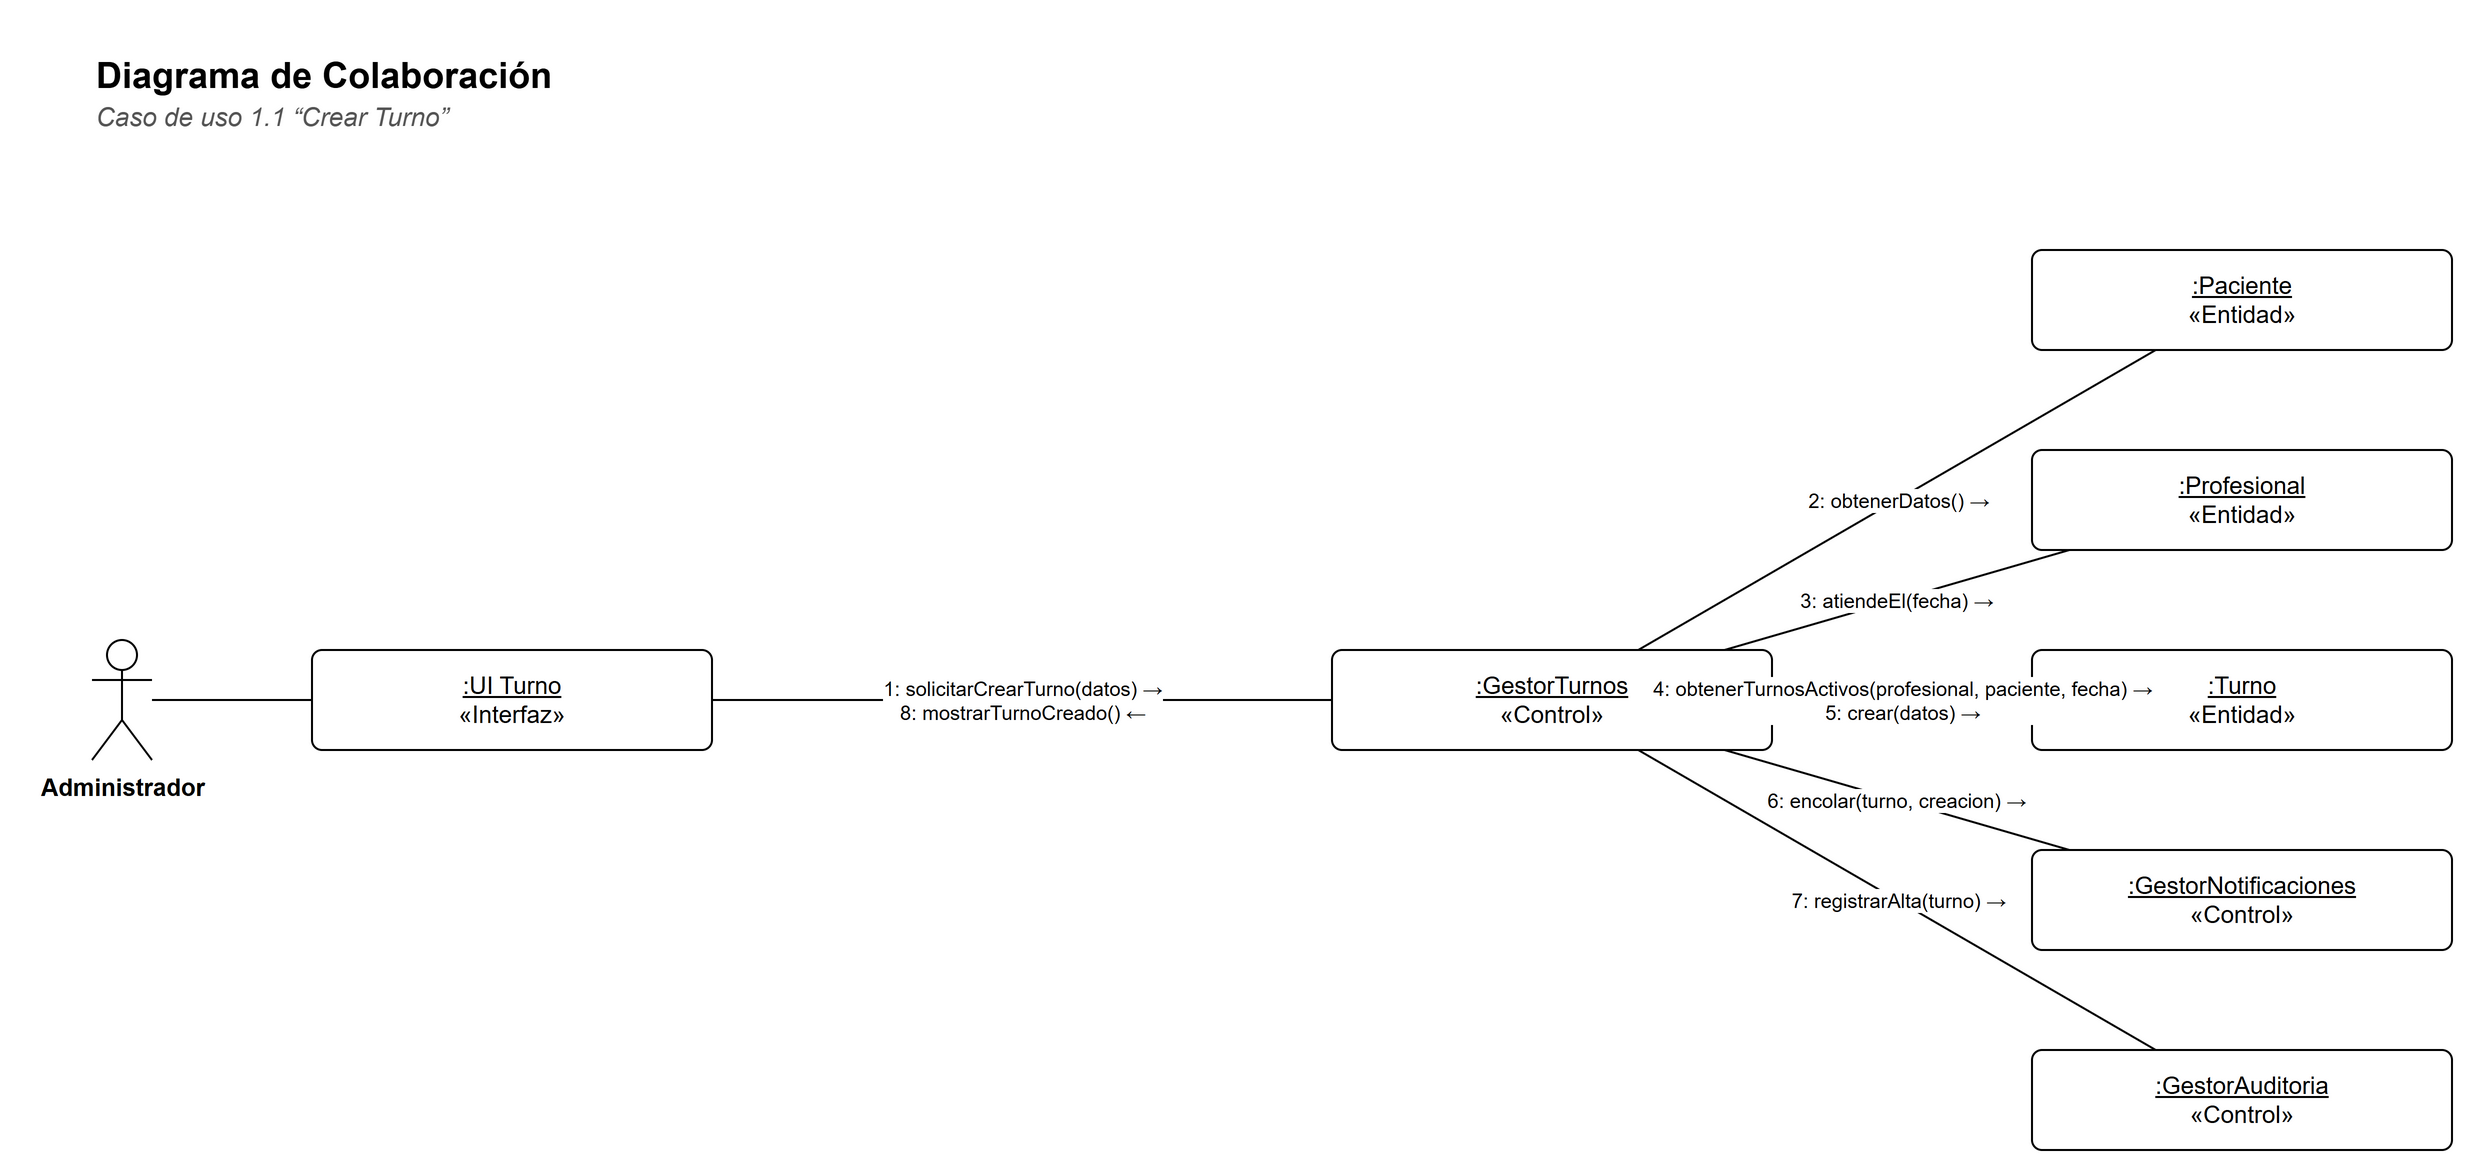 Diagrama de Colaboración
Caso de uso 1.1 “Crear Turno”
:Paciente
«Entidad»
2: obtenerDatos() →
:Profesional
«Entidad»
3: atiendeEl(fecha) →
Administrador
:UI Turno
«Interfaz»
1: solicitarCrearTurno(datos) →
8: mostrarTurnoCreado() ←
:GestorTurnos
«Control»
4: obtenerTurnosActivos(profesional, paciente, fecha) →
5: crear(datos) →
:Turno
«Entidad»
6: encolar(turno, creacion) →
:GestorNotificaciones
«Control»
7: registrarAlta(turno) →
:GestorAuditoria
«Control»